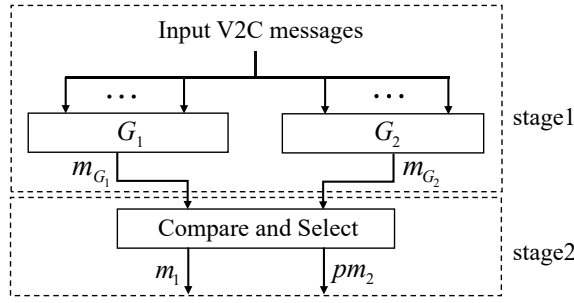 Input V2C messages
... ...
G1 G2
stage1
mG1 mG2
Compare and Select
stage2
m1 pm2